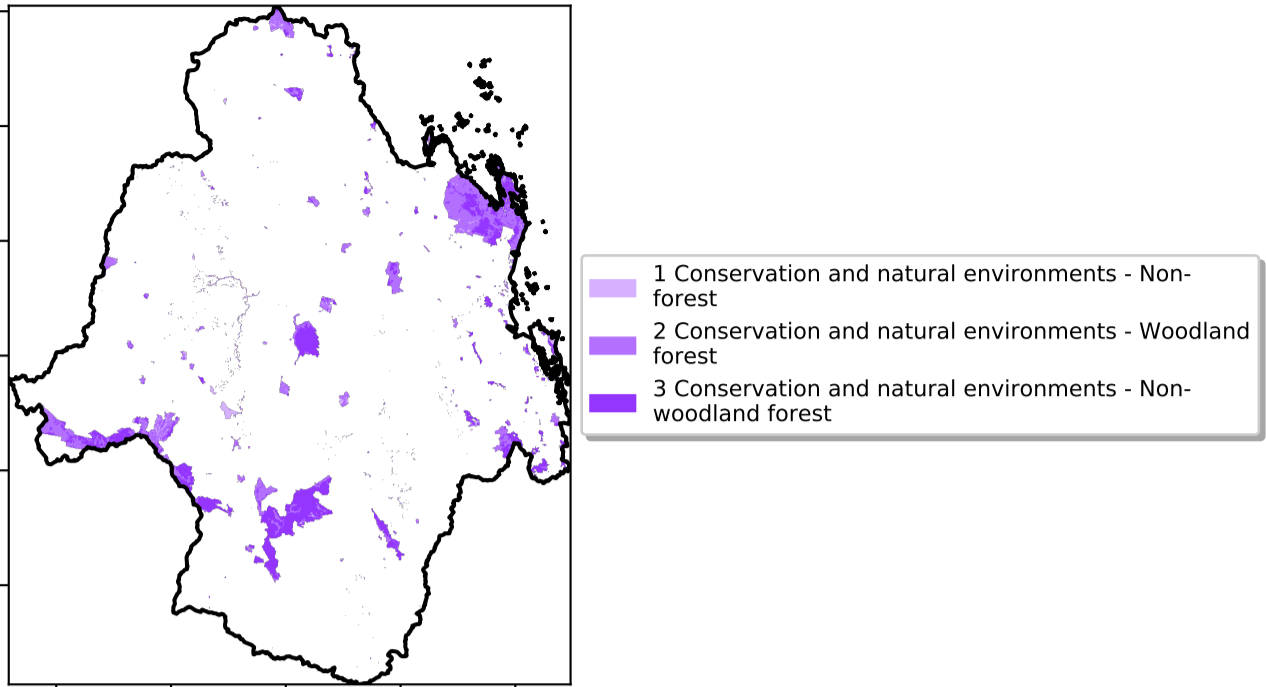 1 Conservation and natural environments - Non-
forest
2 Conservation and natural environments - Woodland
forest
3 Conservation and natural environments - Non-
woodland forest